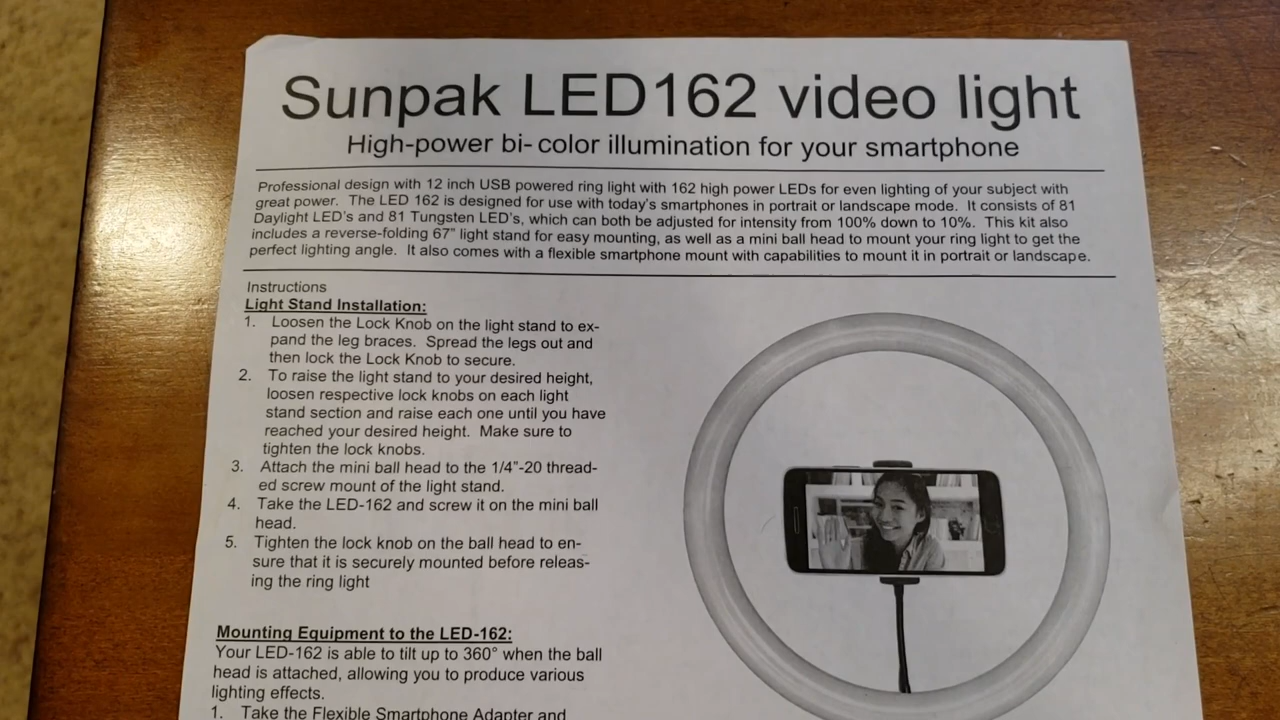 Sunpak LED162 video light
High-power bi-color illumination for your smartphone
Professional design with 12 inch USB powered ring light with 162 high power LEDs for even lighting of your subject with
great power. The LED 162 is designed for use with today's smartphones in portrait or landscape mode. It consists of 81
Daylight LED's and 81 Tungsten LED's, which can both be adjusted for intensity from 100% down to 10%. This kit also
includes a reverse-folding 67" light stand for easy mounting, as well as a mini ball head to mount your ring light to get the
perfect lighting angle. It also comes with a flexible smartphone mount with capabilities to mount it in portrait or landscape.
Instructions
Light Stand Installation:
1. Loosen the Lock Knob on the light stand to ex-
pand the leg braces. Spread the legs out and
then lock the Lock Knob to secure.
2. To raise the light stand to your desired height,
loosen respective lock knobs on each light
stand section and raise each one until you have
reached your desired height. Make sure to
tighten the lock knobs.
3. Attach the mini ball head to the 1/4"-20 thread-
ed screw mount of the light stand.
4. Take the LED-162 and screw it on the mini ball
head.
5. Tighten the lock knob on the ball head to en-
sure that it is securely mounted before releas-
ing the ring light
Mounting Equipment to the LED-162:
Your LED-162 is able to tilt up to 360° when the ball
head is attached, allowing you to produce various
lighting effects.
1. Take the Flexible Smartphone Adapter and